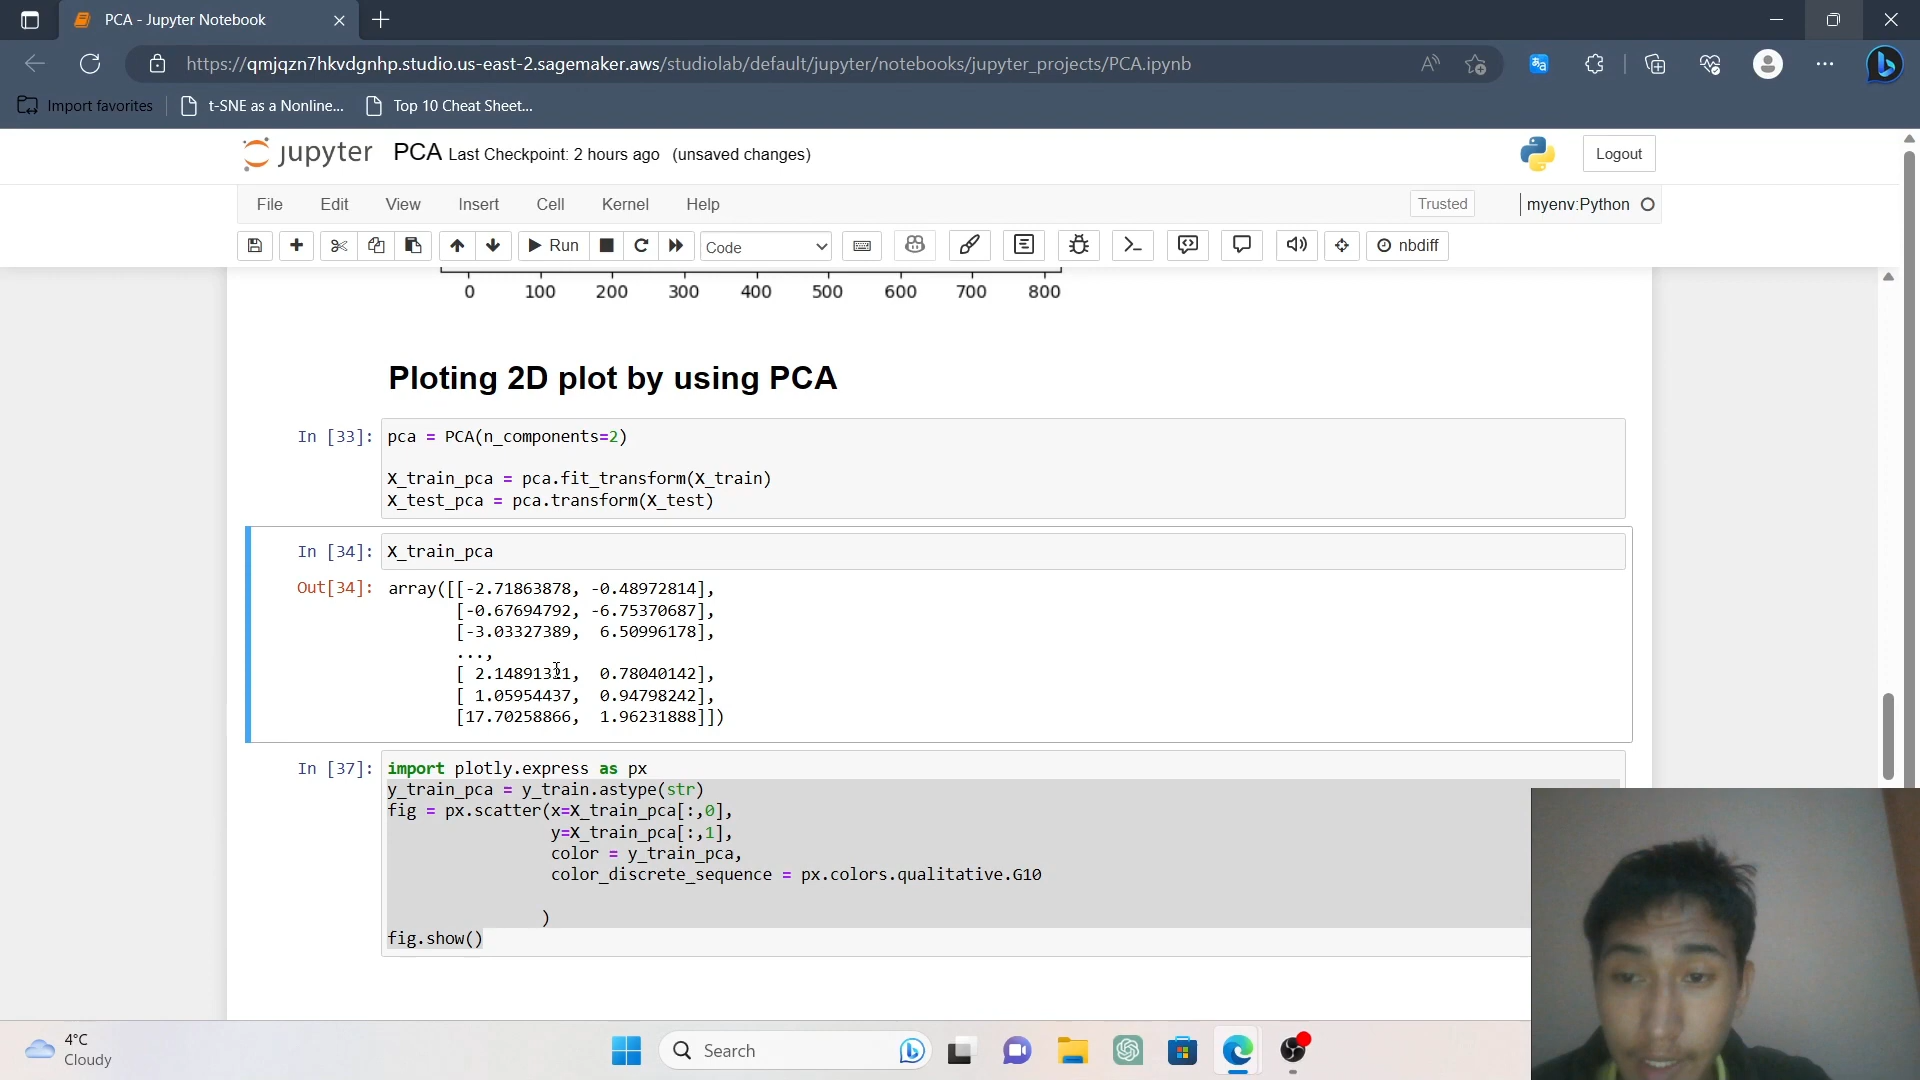 PCA - Jupyter Notebook
https://qmjqzn7hkvdgnhp.studio.us-east-2.sagemaker.aws/studiolab/default/jupyter/notebooks/jupyter_projects/PCA.ipynb
Import favorites
t-SNE as a Nonline...
Top 10 Cheat Sheet...
jupyter PCA Last Checkpoint: 2 hours ago (unsaved changes)
Logout
File Edit View Insert Cell Kernel Help
Trusted
myenv:Python
Run
Code
nbdiff
0 100 200 300 400 500 600 700 800
Ploting 2D plot by using PCA
In [33]: pca = PCA(n_components=2)
X_train_pca = pca.fit_transform(X_train)
X_test_pca = pca.transform(X_test)
In [34]: X_train_pca
Out[34]: array([[-2.71863878, -0.48972814],
[-0.67694792, -6.75370687],
[-3.03327389, 6.50996178],
...,
[ 2.14891321, 0.78040142],
[ 1.05954437, 0.94798242],
[17.70258866, 1.96231888]])
In [37]: import plotly.express as px
y_train_pca = y_train.astype(str)
fig = px.scatter(x=X_train_pca[:,0],
y=X_train_pca[:,1],
color = y_train_pca,
color_discrete_sequence = px.colors.qualitative.G10
)
fig.show()
4°C
Cloudy
Search